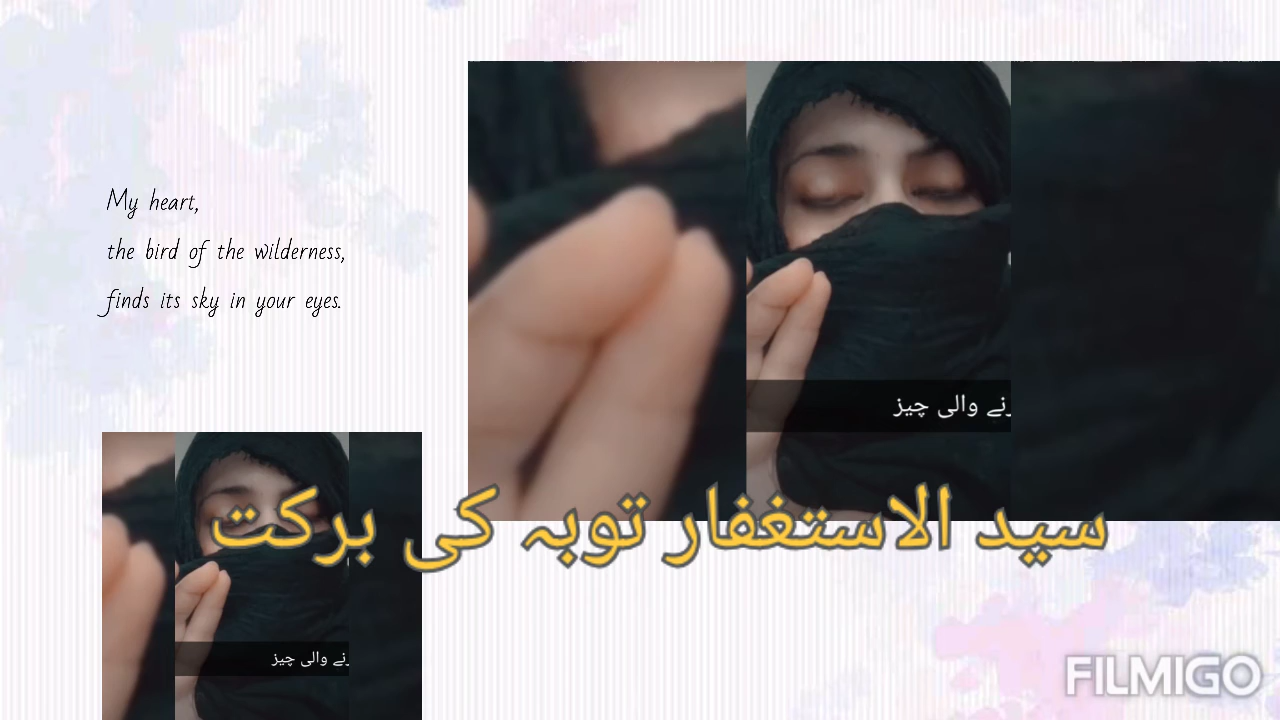 My heart,
the bird of the wilderness,
finds its sky in your eyes.
والی چیز
سید الاستغفار توبہ کی برکت
والی چیز
FILMIGO